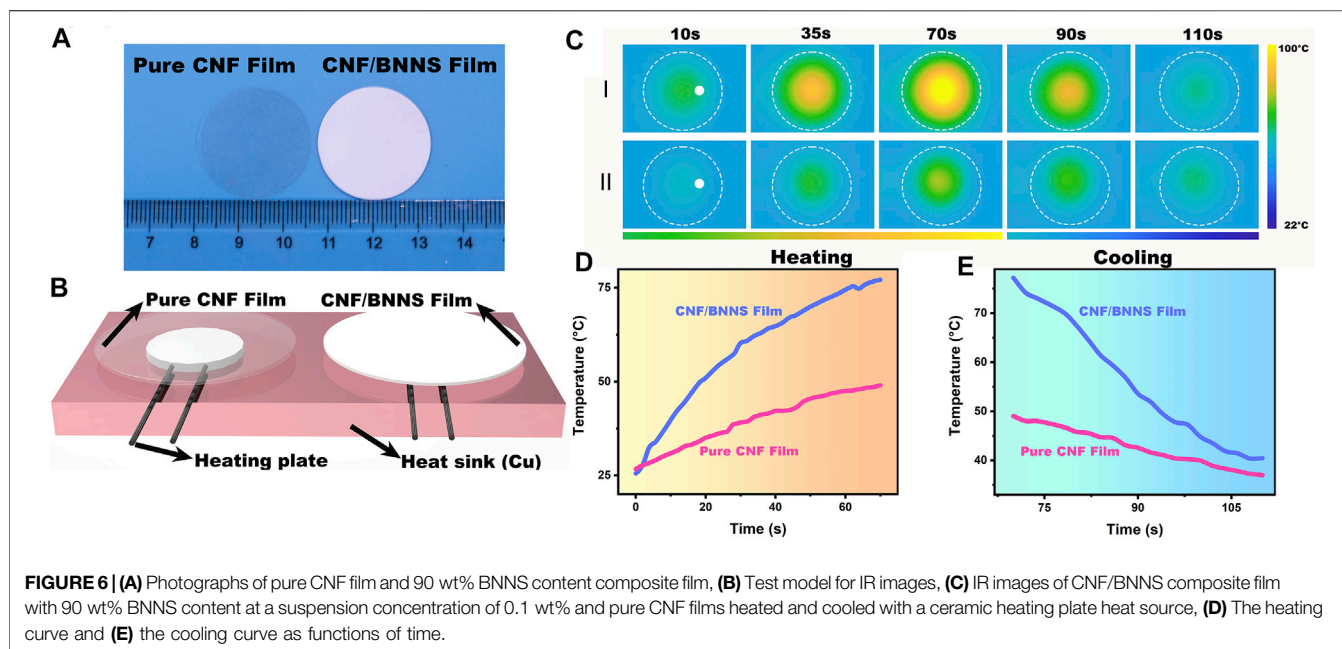 A
Pure CNF Film CNF/BNNS Film
7 8 9 10 11 12 13 14
B
Pure CNF Film CNF/BNNS Film
Heating plate Heat sink (Cu)
C
10s 35s 70s 90s 110s
I
II
100°C
22°C
D Heating
Temperature (°C)
75
50
25
CNF/BNNS Film
Pure CNF Film
0 20 40 60
Time (s)
E Cooling
Temperature (°C)
70
60
50
40
CNF/BNNS Film
Pure CNF Film
75 90 105
Time (s)
FIGURE 6 | (A) Photographs of pure CNF film and 90 wt% BNNS content composite film, (B) Test model for IR images, (C) IR images of CNF/BNNS composite film
with 90 wt% BNNS content at a suspension concentration of 0.1 wt% and pure CNF films heated and cooled with a ceramic heating plate heat source, (D) The heating
curve and (E) the cooling curve as functions of time.